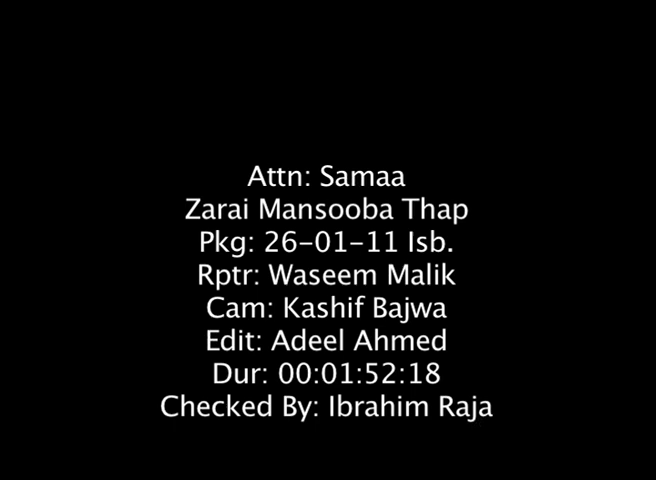 Attn: Samaa
Zarai Mansooba Thap
Pkg: 26-01-11 Isb.
Rptr: Waseem Malik
Cam: Kashif Bajwa
Edit: Adeel Ahmed
Dur: 00:01:52:18
Checked By: Ibrahim Raja